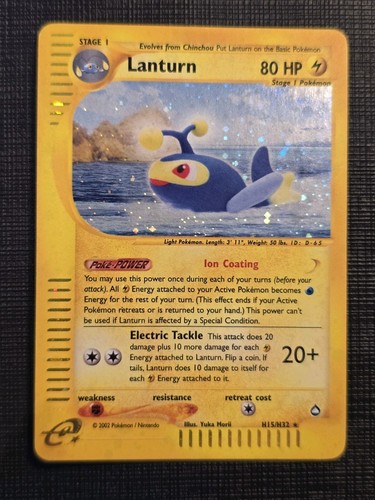 STAGE 1
Evolves from Chinchou Put Lanturn on the Basic Pokémon
Lanturn 80 HP
Stage 1 Pokémon
Light Pokémon. Length: 3' 11", Weight: 50 lbs. ID: D-65
Poké-POWER Ion Coating
You may use this power once during each of your turns (before your
attack). All Energy attached to your Active Pokémon becomes
Energy for the rest of your turn. (This effect ends if your Active
Pokémon retreats or is returned to your hand.) This power can't
be used if Lanturn is affected by a Special Condition.
Electric Tackle This attack does 20
damage plus 10 more damage for each
Energy attached to Lanturn. Flip a coin. If
tails, Lanturn does 10 damage to itself for
each Energy attached to it.
20+
weakness resistance retreat cost
e
© 2002 Pokémon / Nintendo Illus. Yuka Morii H15/H32 ★